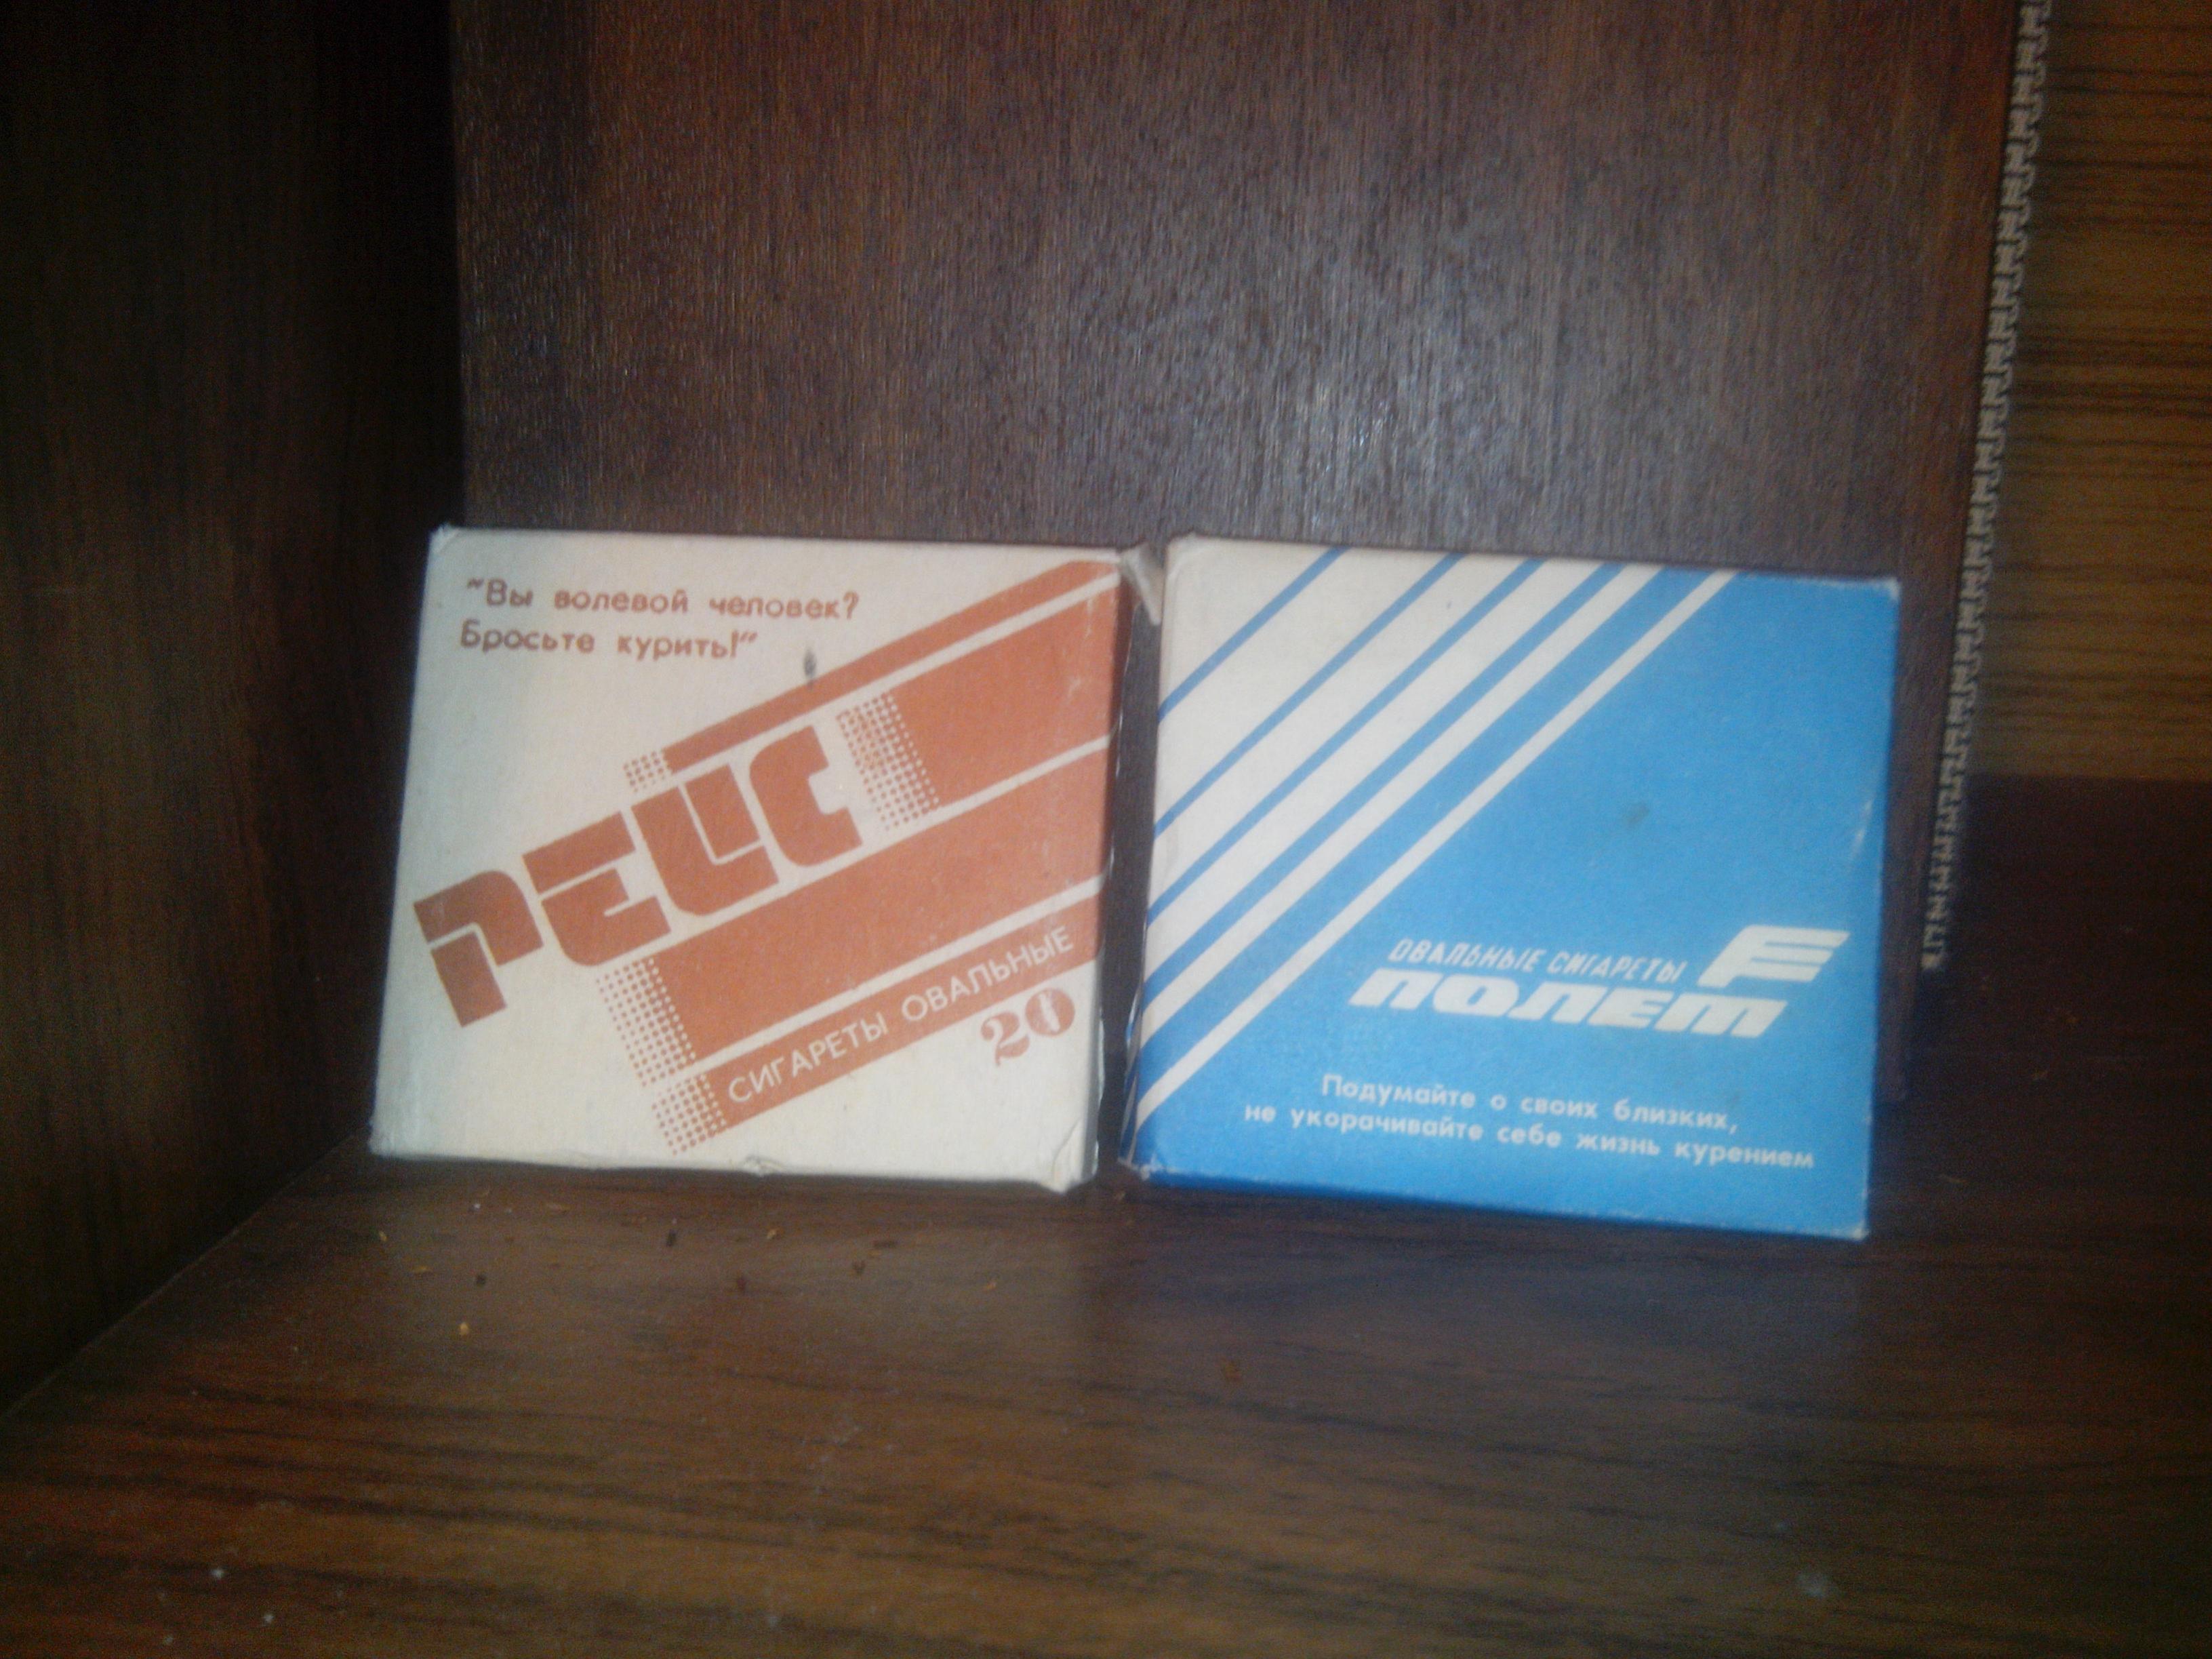 "Вы волевой человек?
Бросьте курить!"
РЕЙС
СИГАРЕТЫ ОВАЛЬНЫЕ
20
ОВАЛЬНЫЕ СИГАРЕТЫ
ПОЛЕТ
Подумайте о своих близких,
не укорачивайте себе жизнь курением